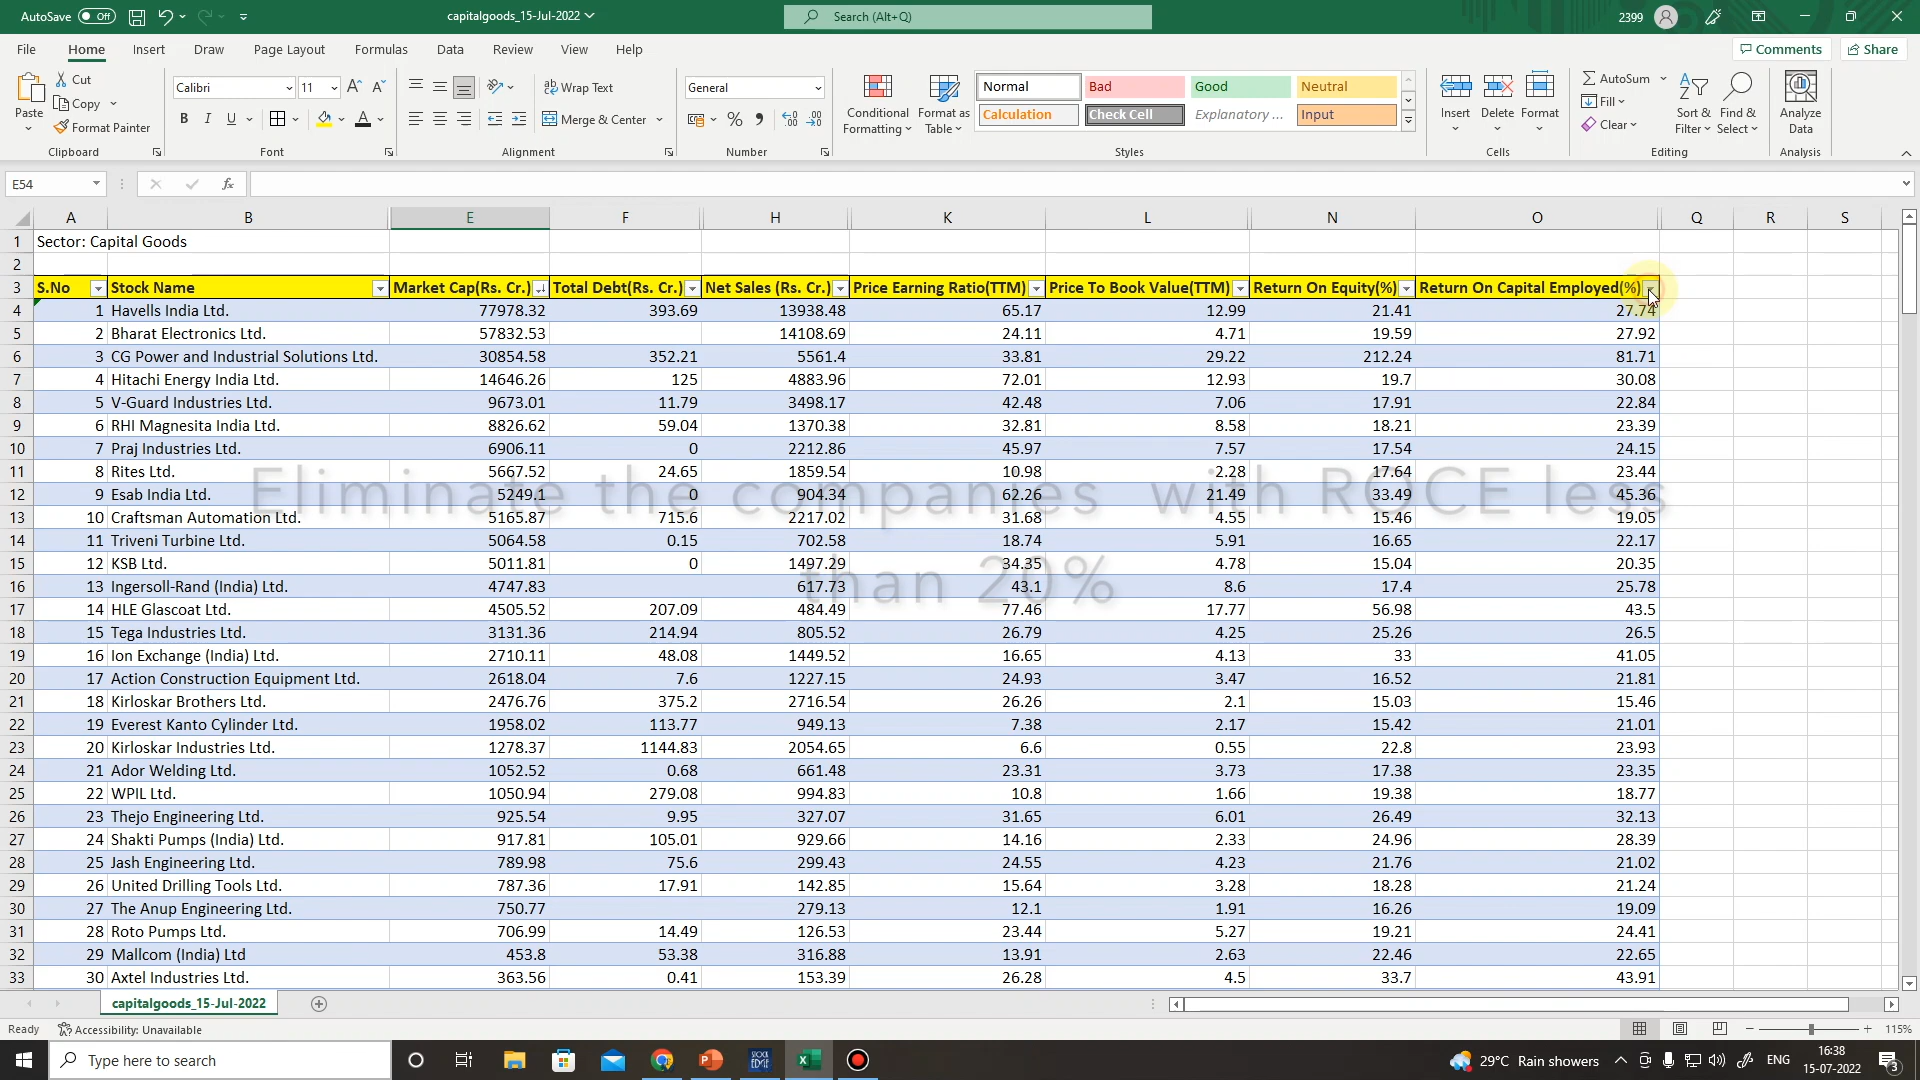 AutoSave Off capitalgoods_15-Jul-2022 Search (Alt+Q) 2399
File Home Insert Draw Page Layout Formulas Data Review View Help Comments Share
Paste Cut Copy Format Painter Clipboard
Calibri 11 B I U Font
Wrap Text Merge & Center Alignment
General % Number
Conditional Formatting Format as Table Normal Bad Good Neutral Calculation Check Cell Explanatory ... Input Styles
Insert Delete Format Cells
AutoSum Fill Clear Sort & Filter Find & Select Editing
Analyze Data Analysis
E54 fx
A B E F H K L N O Q R S
1 Sector: Capital Goods
2
3 S.No Stock Name Market Cap(Rs. Cr.) Total Debt(Rs. Cr.) Net Sales (Rs. Cr.) Price Earning Ratio(TTM) Price To Book Value(TTM) Return On Equity(%) Return On Capital Employed(%)
4 1 Havells India Ltd. 77978.32 393.69 13938.48 65.17 12.99 21.41 27.74
5 2 Bharat Electronics Ltd. 57832.53 14108.69 24.11 4.71 19.59 27.92
6 3 CG Power and Industrial Solutions Ltd. 30854.58 352.21 5561.4 33.81 29.22 212.24 81.71
7 4 Hitachi Energy India Ltd. 14646.26 125 4883.96 72.01 12.93 19.7 30.08
8 5 V-Guard Industries Ltd. 9673.01 11.79 3498.17 42.48 7.06 17.91 22.84
9 6 RHI Magnesita India Ltd. 8826.62 59.04 1370.38 32.81 8.58 18.21 23.39
10 7 Praj Industries Ltd. 6906.11 0 2212.86 45.97 7.57 17.54 24.15
11 8 Rites Ltd. 5667.52 24.65 1859.54 10.98 2.28 17.64 23.44
12 9 Esab India Ltd. 5249.1 0 904.34 62.26 21.49 33.49 45.36
Eliminate the companies with ROCE less
13 10 Craftsman Automation Ltd. 5165.87 715.6 2217.02 31.68 4.55 15.46 19.05
14 11 Triveni Turbine Ltd. 5064.58 0.15 702.58 18.74 5.91 16.65 22.17
15 12 KSB Ltd. 5011.81 0 1497.29 34.35 4.78 15.04 20.35
16 13 Ingersoll-Rand (India) Ltd. 4747.83 617.73 43.1 8.6 17.4 25.78
than 20%
17 14 HLE Glascoat Ltd. 4505.52 207.09 484.49 77.46 17.77 56.98 43.5
18 15 Tega Industries Ltd. 3131.36 214.94 805.52 26.79 4.25 25.26 26.5
19 16 Ion Exchange (India) Ltd. 2710.11 48.08 1449.52 16.65 4.13 33 41.05
20 17 Action Construction Equipment Ltd. 2618.04 7.6 1227.15 24.93 3.47 16.52 21.81
21 18 Kirloskar Brothers Ltd. 2476.76 375.2 2716.54 26.26 2.1 15.03 15.46
22 19 Everest Kanto Cylinder Ltd. 1958.02 113.77 949.13 7.38 2.17 15.42 21.01
23 20 Kirloskar Industries Ltd. 1278.37 1144.83 2054.65 6.6 0.55 22.8 23.93
24 21 Ador Welding Ltd. 1052.52 0.68 661.48 23.31 3.73 17.38 23.35
25 22 WPIL Ltd. 1050.94 279.08 994.83 10.8 1.66 19.38 18.77
26 23 Thejo Engineering Ltd. 925.54 9.95 327.07 31.65 6.01 26.49 32.13
27 24 Shakti Pumps (India) Ltd. 917.81 105.01 929.66 14.16 2.33 24.96 28.39
28 25 Jash Engineering Ltd. 789.98 75.6 299.43 24.55 4.23 21.76 21.02
29 26 United Drilling Tools Ltd. 787.36 17.91 142.85 15.64 3.28 18.28 21.24
30 27 The Anup Engineering Ltd. 750.77 279.13 12.1 1.91 16.26 19.09
31 28 Roto Pumps Ltd. 706.99 14.49 126.53 23.44 5.27 19.21 24.41
32 29 Mallcom (India) Ltd 453.8 53.38 316.88 13.91 2.63 22.46 22.65
33 30 Axtel Industries Ltd. 363.56 0.41 153.39 26.28 4.5 33.7 43.91
capitalgoods_15-Jul-2022
Ready Accessibility: Unavailable 115%
Type here to search STOCK EDGE 29°C Rain showers ENG 16:38 15-07-2022 3